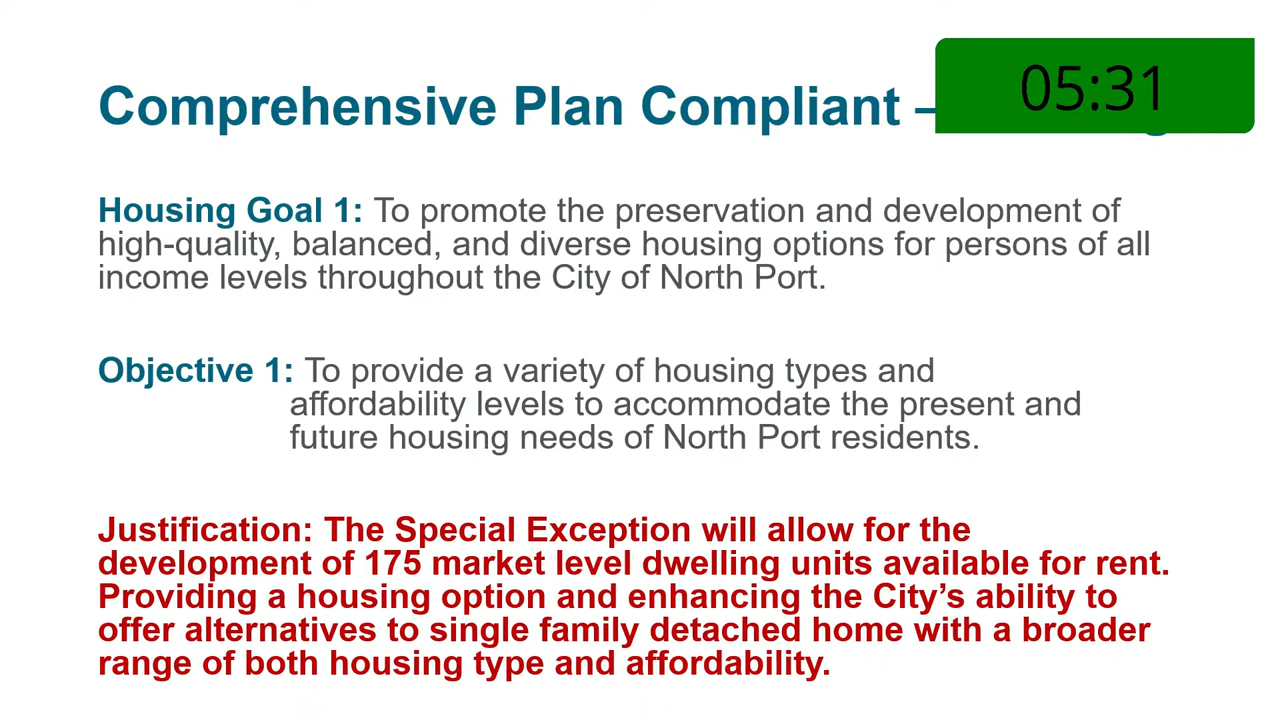 05:31
Comprehensive Plan Compliant –
Housing Goal 1: To promote the preservation and development of
high-quality, balanced, and diverse housing options for persons of all
income levels throughout the City of North Port.
Objective 1: To provide a variety of housing types and
affordability levels to accommodate the present and
future housing needs of North Port residents.
Justification: The Special Exception will allow for the
development of 175 market level dwelling units available for rent.
Providing a housing option and enhancing the City’s ability to
offer alternatives to single family detached home with a broader
range of both housing type and affordability.